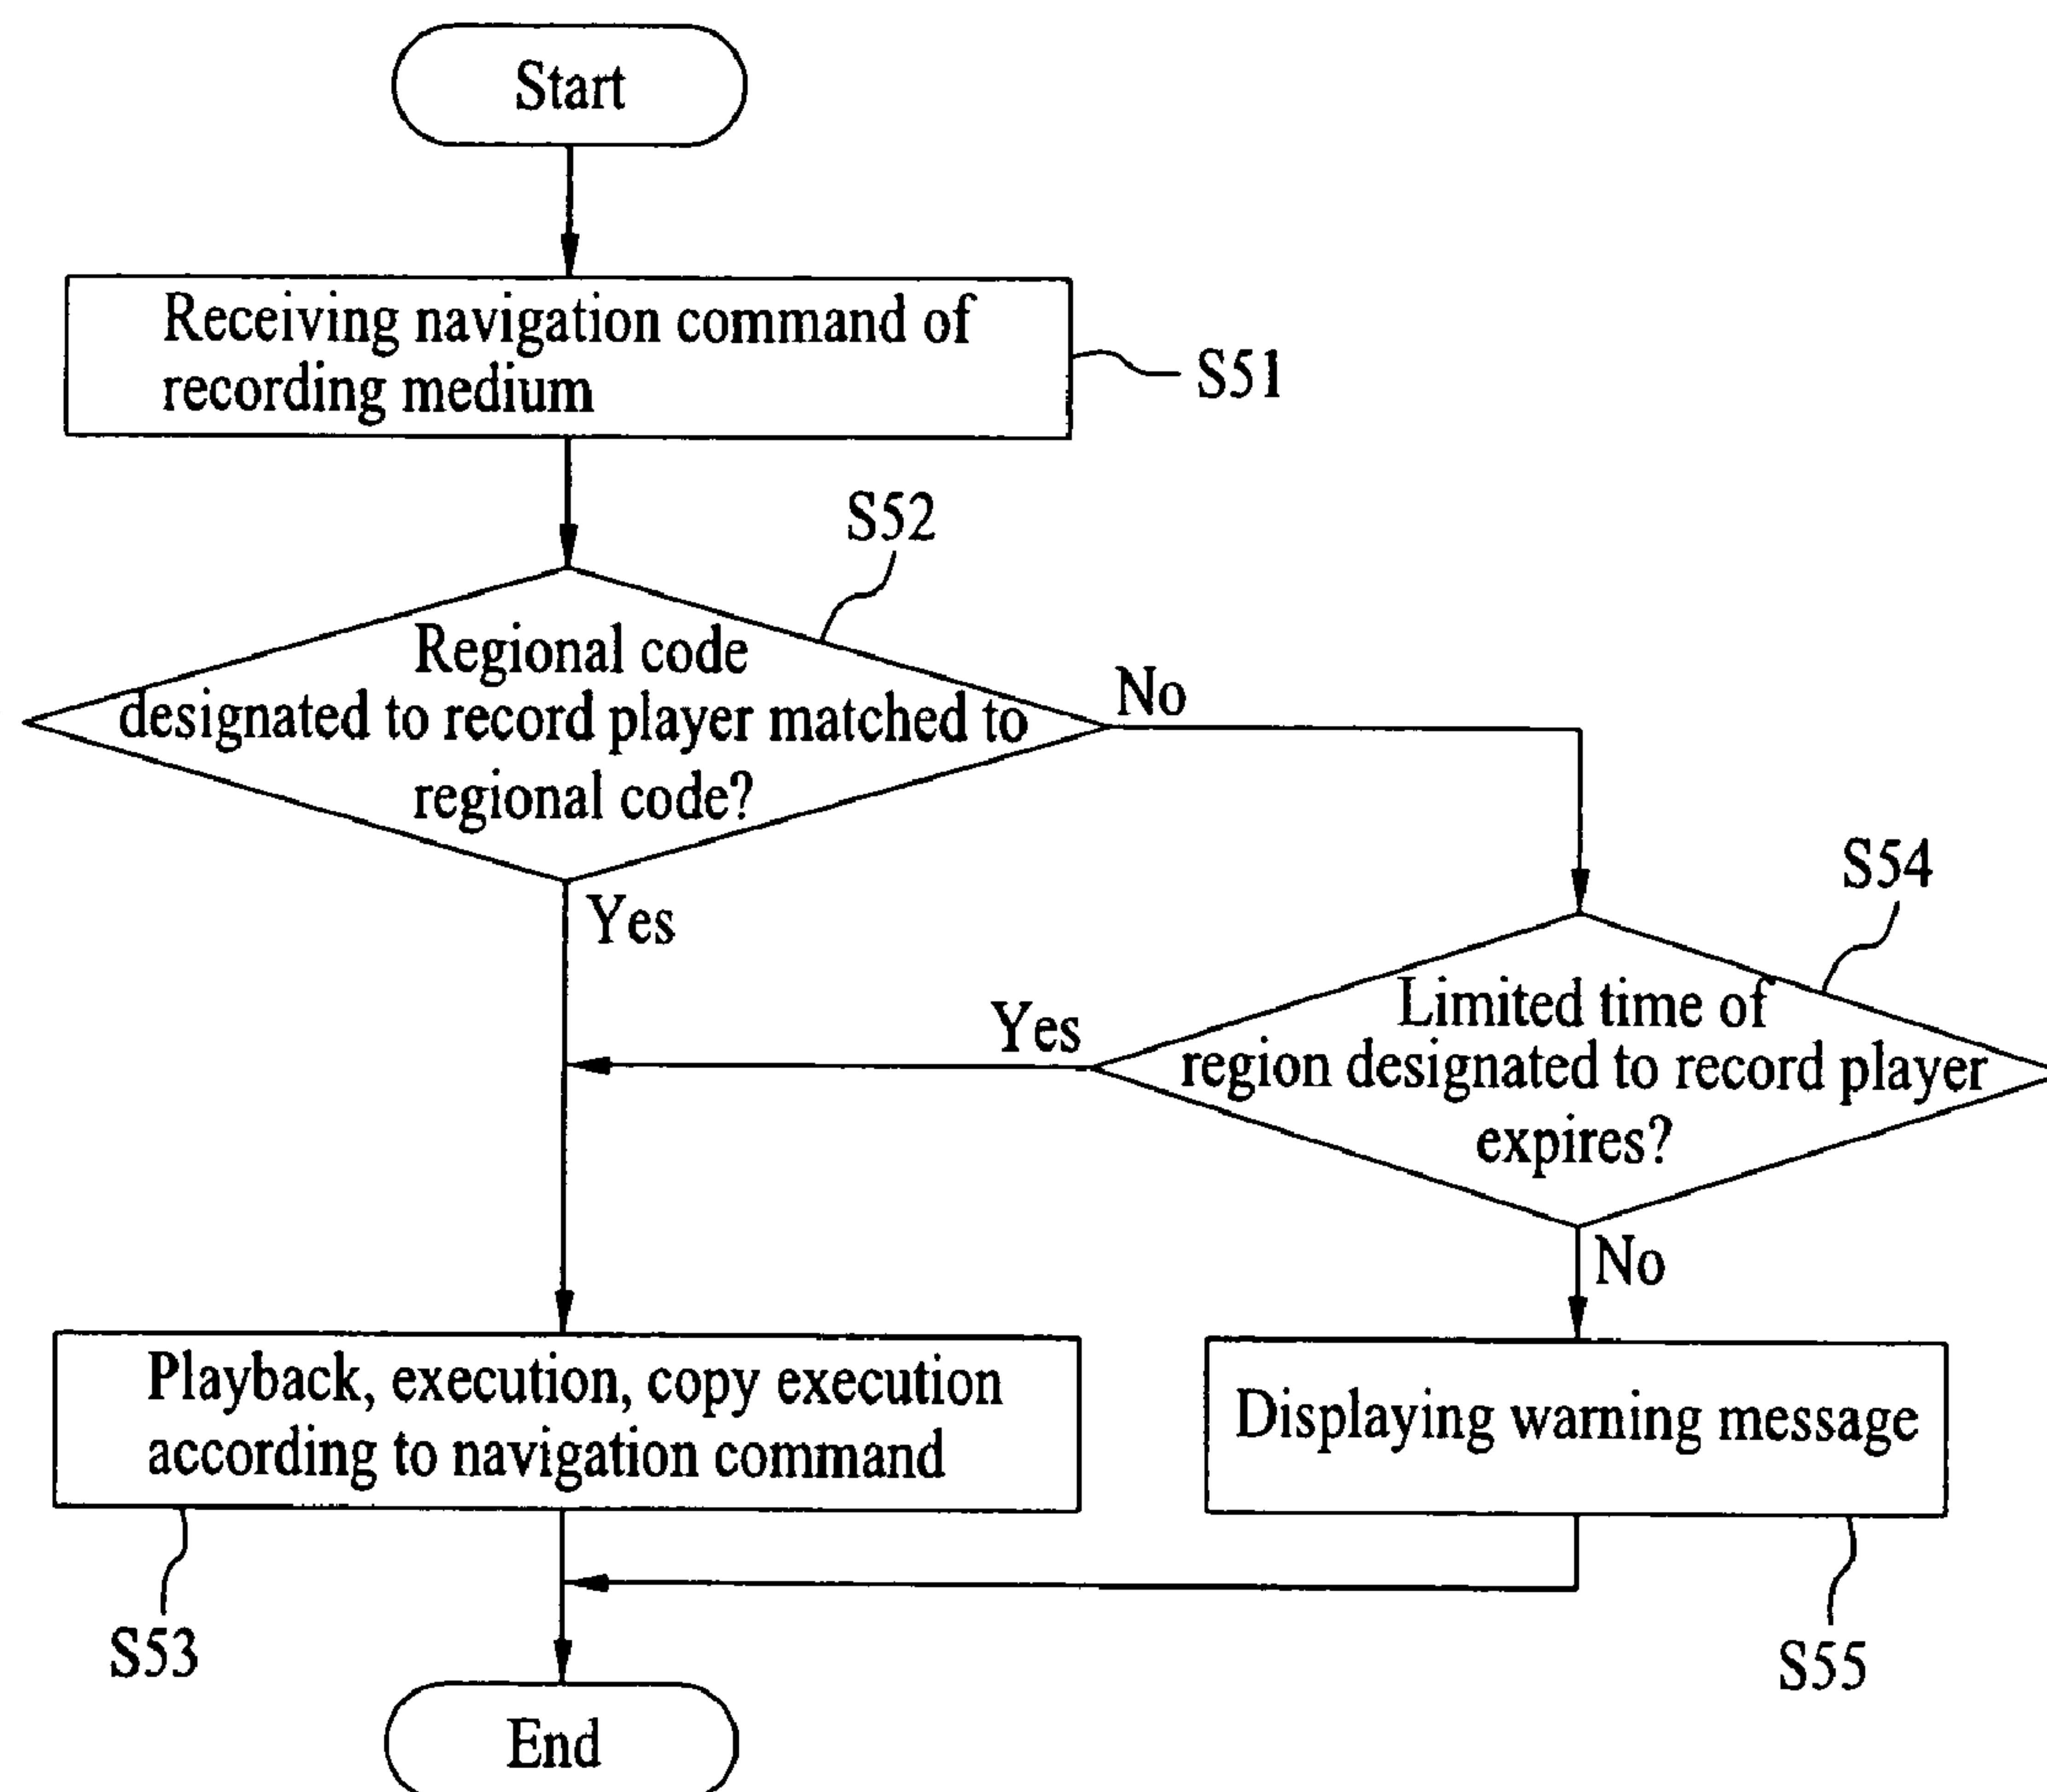 Start
Receiving navigation command of
recording medium
S51
S52
Regional code
designated to record player matched to
regional code?
No
Yes
S54
Limited time of
region designated to record player
expires?
Yes
No
Playback, execution, copy execution
according to navigation command
Displaying warning message
S53
S55
End